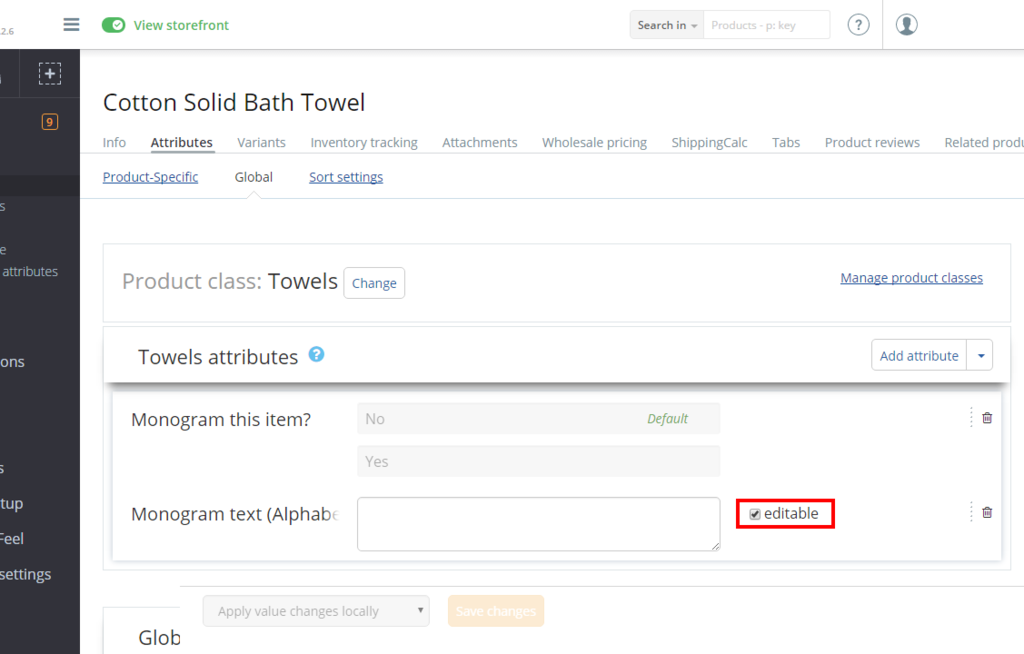 2.6
View storefront
Search in
Products - p: key
?
9
Cotton Solid Bath Towel
Info Attributes Variants Inventory tracking Attachments Wholesale pricing ShippingCalc Tabs Product reviews Related produ
Product-Specific Global Sort settings
s
e
attributes
ons
s
tup
Feel
settings
Product class: Towels Change Manage product classes
Towels attributes ? Add attribute
Monogram this item? No Default
Yes
Monogram text (Alphabe editable
Apply value changes locally Save changes
Glob